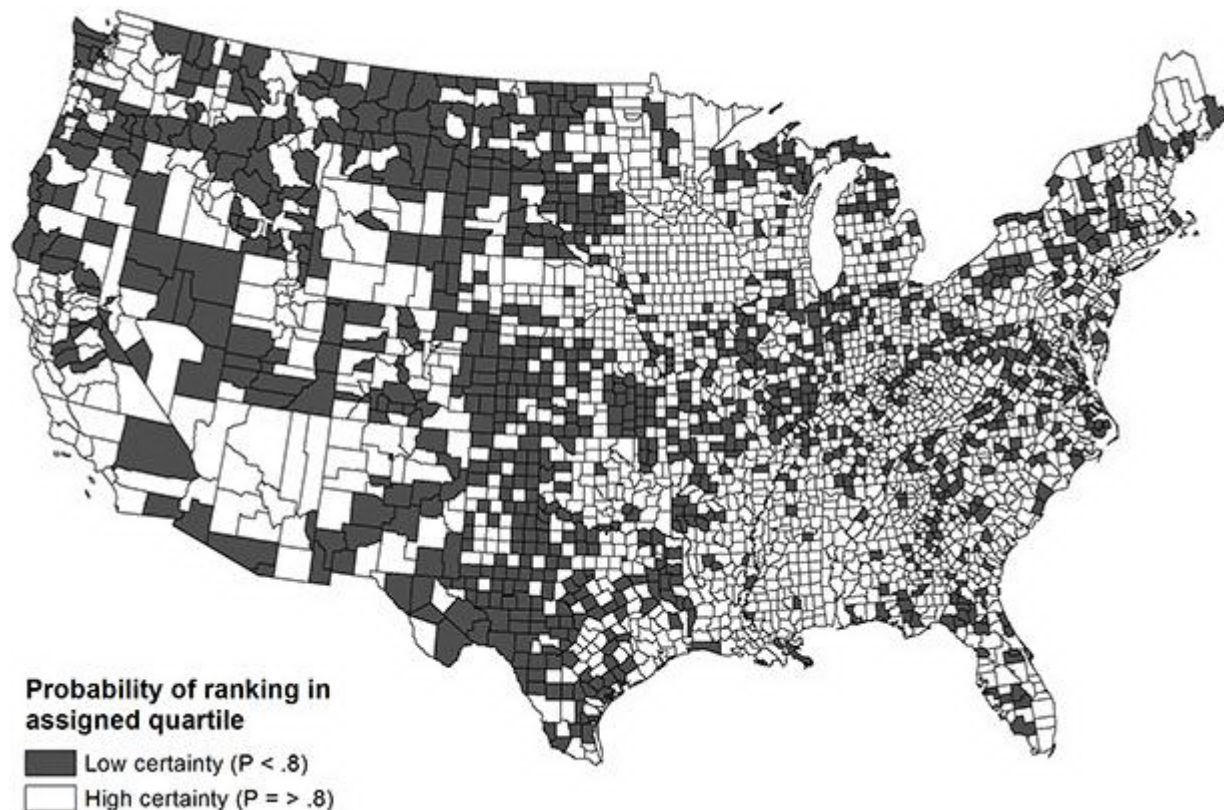 Probability of ranking in
assigned quartile
Low certainty (P < .8)
High certainty (P = > .8)